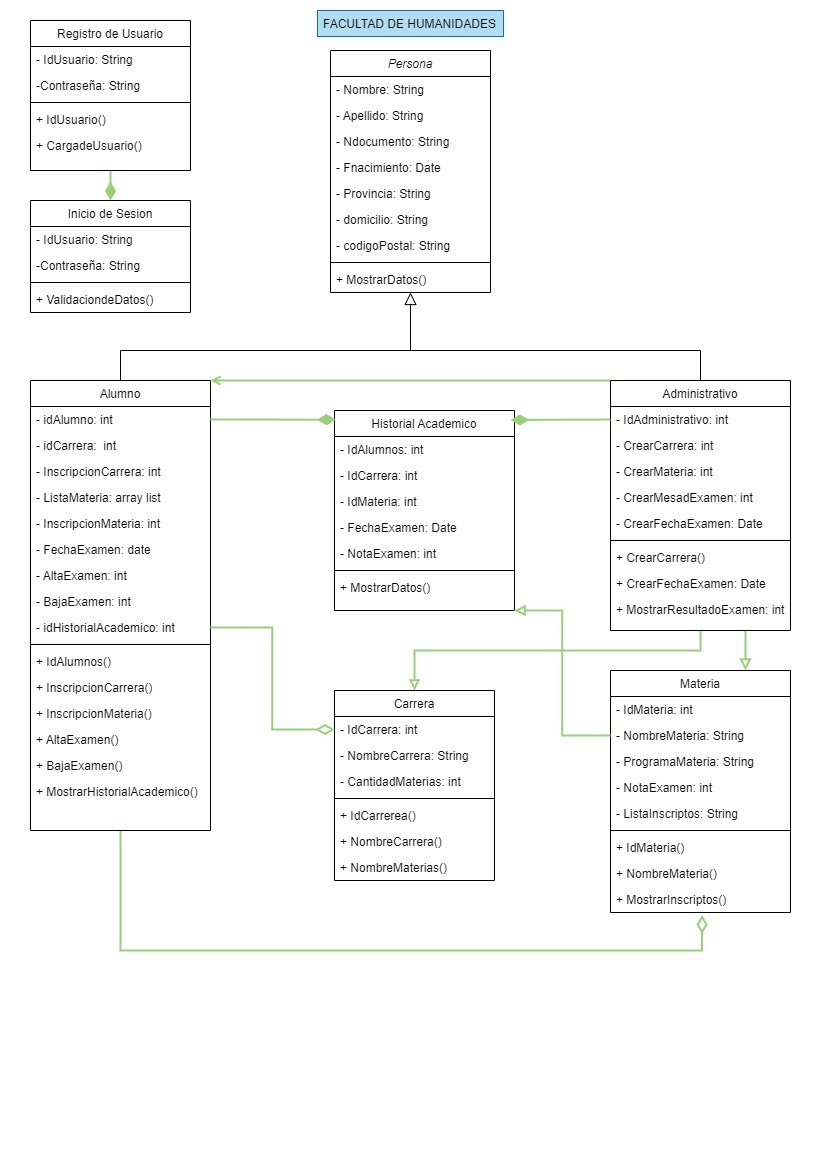 FACULTAD DE HUMANIDADES
Registro de Usuario
- IdUsuario: String
-Contraseña: String
+ IdUsuario()
+ CargadeUsuario()
Inicio de Sesion
- IdUsuario: String
-Contraseña: String
+ ValidaciondeDatos()
Persona
- Nombre: String
- Apellido: String
- Ndocumento: String
- Fnacimiento: Date
- Provincia: String
- domicilio: String
- codigoPostal: String
+ MostrarDatos()
Alumno
- idAlumno: int
- idCarrera: int
- InscripcionCarrera: int
- ListaMateria: array list
- InscripcionMateria: int
- FechaExamen: date
- AltaExamen: int
- BajaExamen: int
- idHistorialAcademico: int
+ IdAlumnos()
+ InscripcionCarrera()
+ InscripcionMateria()
+ AltaExamen()
+ BajaExamen()
+ MostrarHistorialAcademico()
Historial Academico
- IdAlumnos: int
- IdCarrera: int
- IdMateria: int
- FechaExamen: Date
- NotaExamen: int
+ MostrarDatos()
Administrativo
- IdAdministrativo: int
- CrearCarrera: int
- CrearMateria: int
- CrearMesadExamen: int
- CrearFechaExamen: Date
+ CrearCarrera()
+ CrearFechaExamen: Date
+ MostrarResultadoExamen: int
Carrera
- IdCarrera: int
- NombreCarrera: String
- CantidadMaterias: int
+ IdCarrerea()
+ NombreCarrera()
+ NombreMaterias()
Materia
- IdMateria: int
- NombreMateria: String
- ProgramaMateria: String
- NotaExamen: int
- ListaInscriptos: String
+ IdMateria()
+ NombreMateria()
+ MostrarInscriptos()